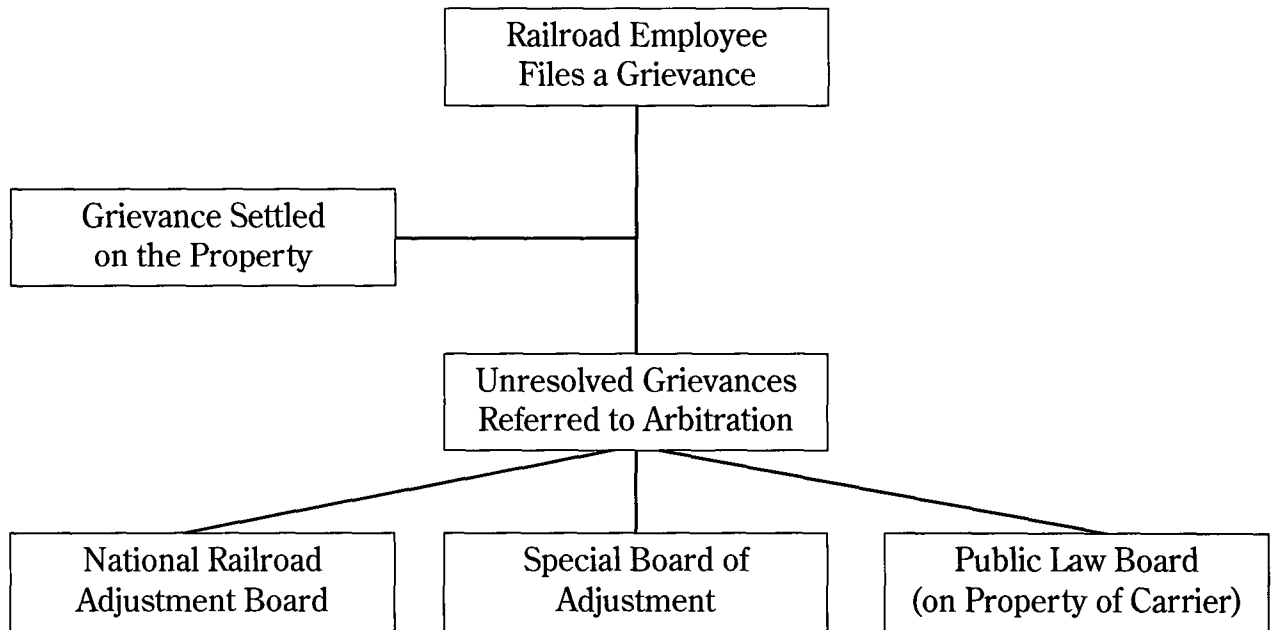 Railroad Employee
Files a Grievance
Grievance Settled
on the Property
Unresolved Grievances
Referred to Arbitration
National Railroad
Adjustment Board
Special Board of
Adjustment
Public Law Board
(on Property of Carrier)